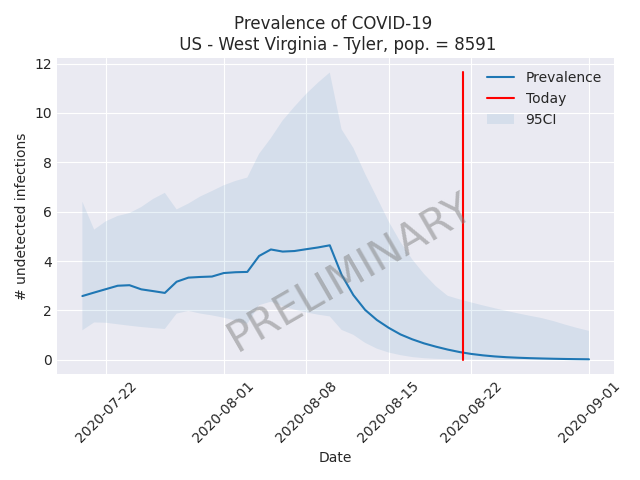 Prevalence of COVID-19
US - West Virginia - Tyler, pop. = 8591
12
10
8
6
4
2
0
# undetected infections
Prevalence
Today
95CI
PRELIMINARY
2020-07-22
2020-08-01
2020-08-08
2020-08-15
2020-08-22
2020-09-01
Date